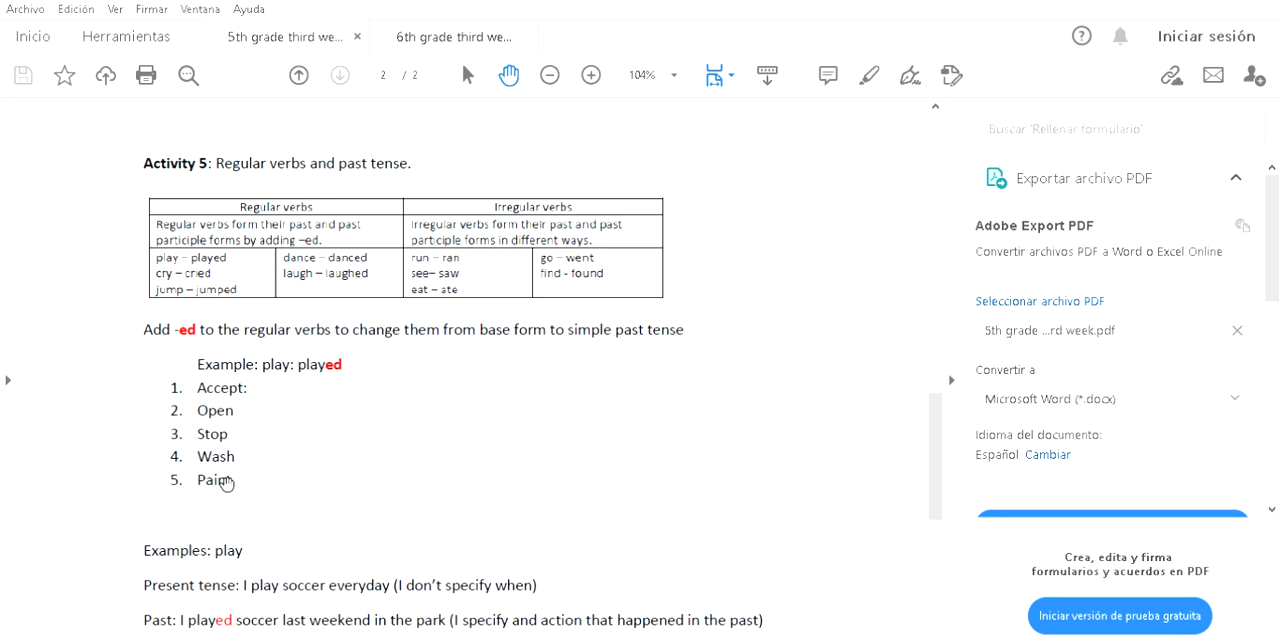 Archivo Edición Ver Firmar Ventana Ayuda
Inicio Herramientas 5th grade third we... × 6th grade third we... Iniciar sesión
2 / 2 104%
Buscar 'Rellenar formulario'
Activity 5: Regular verbs and past tense.
Exportar archivo PDF
Regular verbs Irregular verbs
Regular verbs form their past and past
participle forms by adding –ed.
Irregular verbs form their past and past
participle forms in different ways.
play – played
cry – cried
jump – jumped
dance – danced
laugh – laughed
run – ran
see– saw
eat – ate
go – went
find - found
Adobe Export PDF
Convertir archivos PDF a Word o Excel Online
Seleccionar archivo PDF
5th grade ...rd week.pdf
Convertir a
Microsoft Word (*.docx)
Idioma del documento:
Español Cambiar
Add -ed to the regular verbs to change them from base form to simple past tense
Example: play: played
1. Accept:
2. Open
3. Stop
4. Wash
5.
Examples: play
Present tense: I play soccer everyday (I don't specify when)
Past: I played soccer last weekend in the park (I specify and action that happened in the past)
Crea, edita y firma
formularios y acuerdos en PDF
Iniciar versión de prueba gratuita